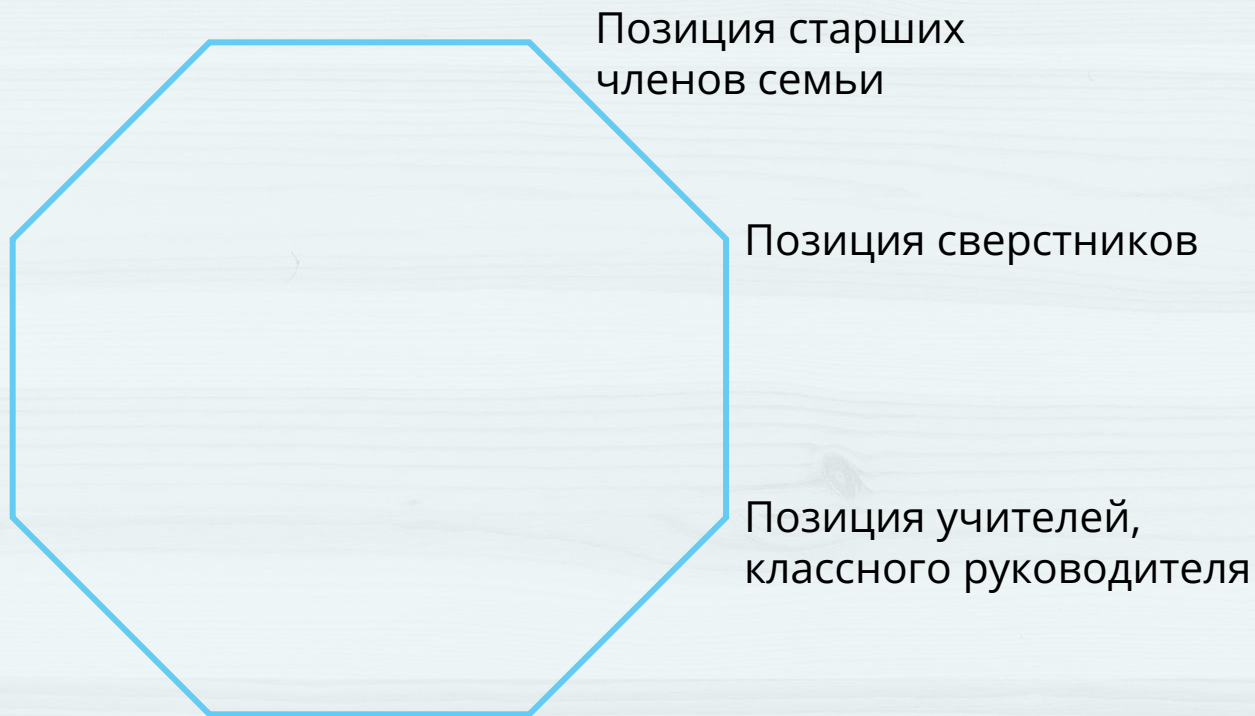 Позиция старших
членов семьи
Позиция сверстников
Позиция учителей,
классного руководителя